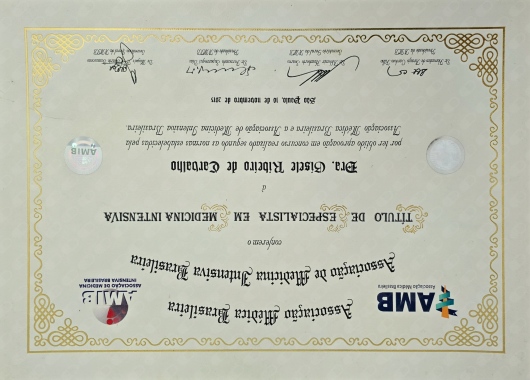 AMB
Associação Médica Brasileira
AMIB
ASSOCIAÇÃO DE MEDICINA
INTENSIVA BRASILEIRA
Associação Médica Brasileira
Associação de Medicina Intensiva Brasileira
conferem o
TÍTULO DE ESPECIALISTA EM MEDICINA INTENSIVA
à
Dra. Gisele Ribeiro de Carvalho
por ter obtido aprovação em concurso realizado segundo as normas estabelecidas pela
Associação Médica Brasileira e a Associação de Medicina Intensiva Brasileira.
AMIB
São Paulo, 10 de novembro de 2015